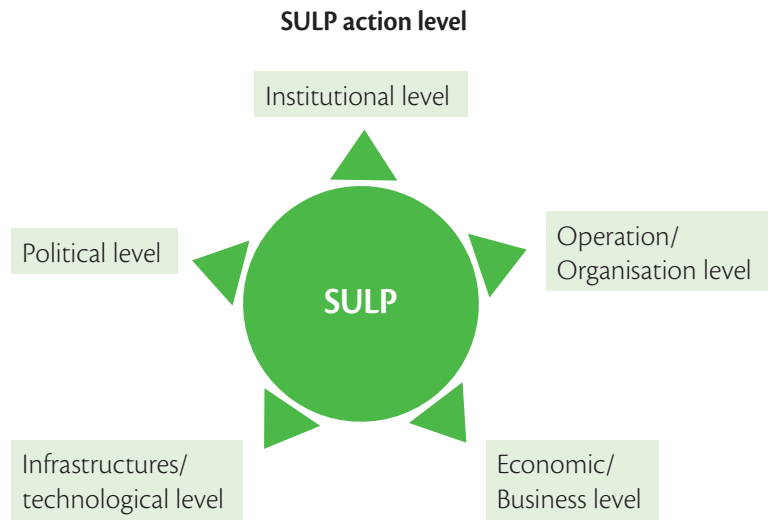 SULP action level
Institutional level
Political level
Operation/
Organisation level
SULP
Infrastructures/
technological level
Economic/
Business level